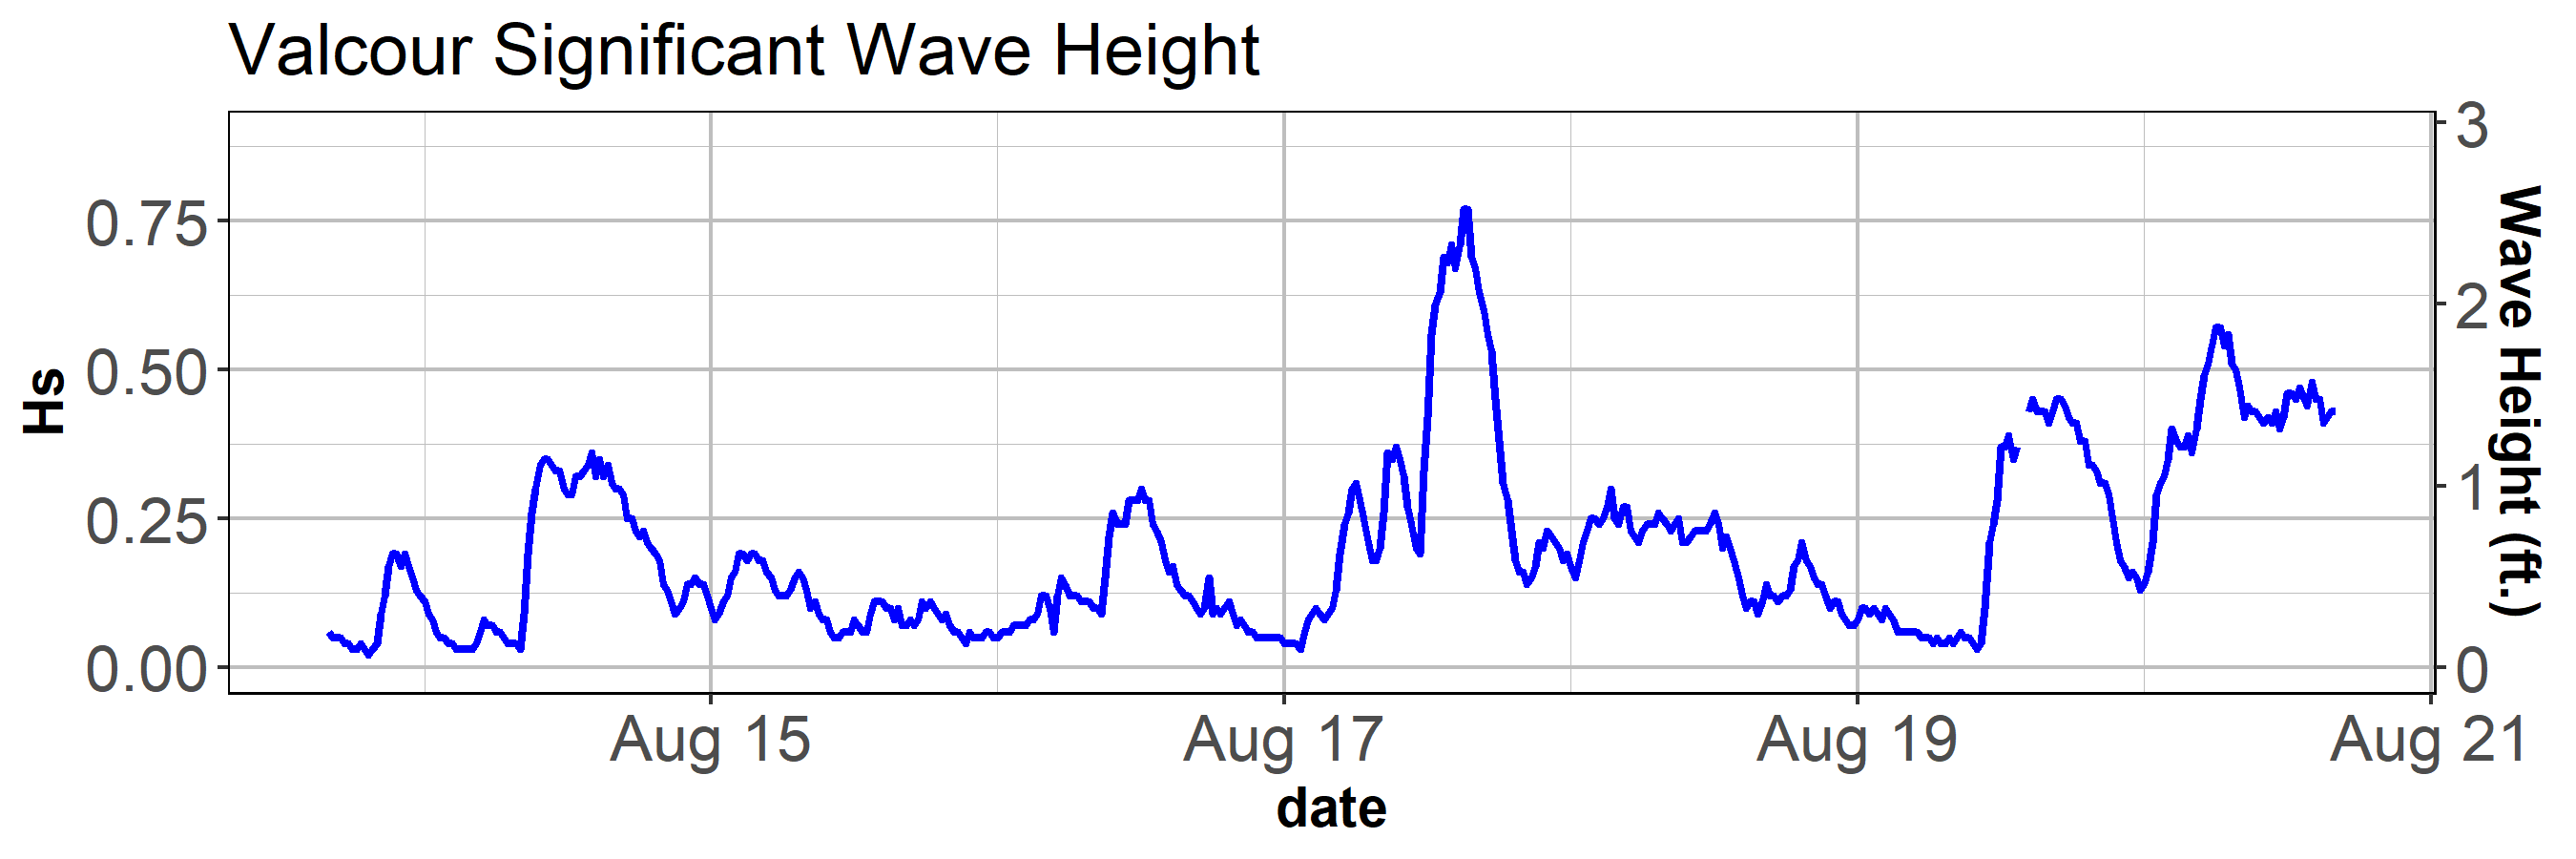 Valcour Significant Wave Height
Hs
0.75
0.50
0.25
0.00
3
2
1
0
Wave Height (ft.)
Aug 15
Aug 17
Aug 19
Aug 21
date